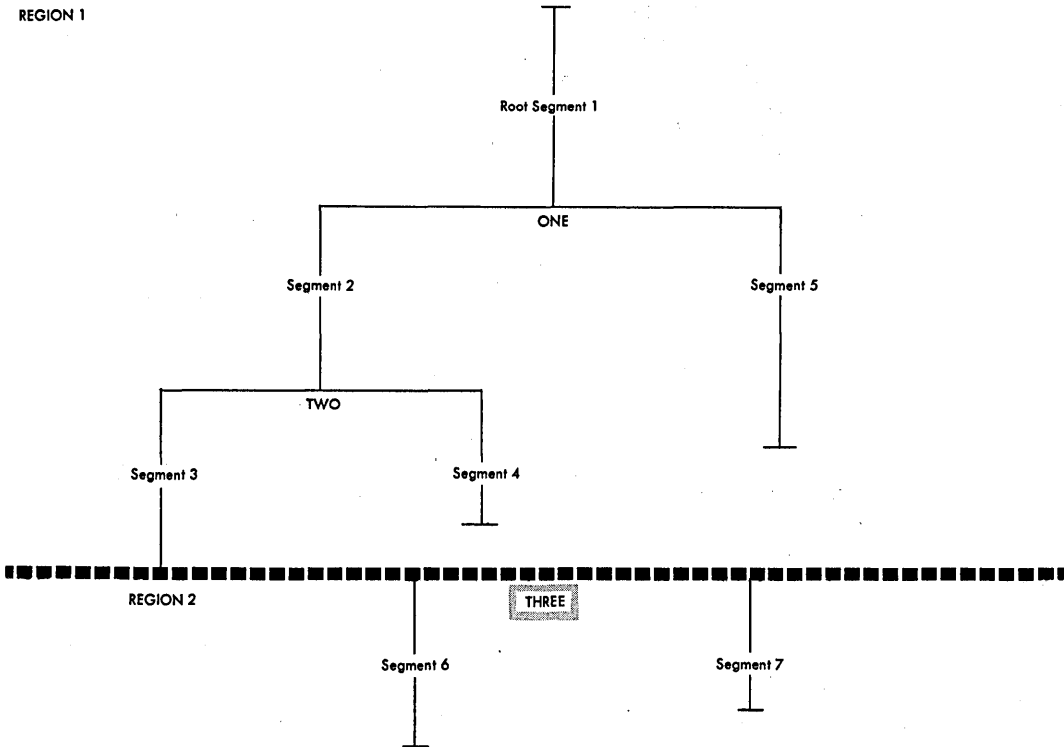 REGION 1
Root Segment 1
ONE
Segment 2
Segment 5
TWO
Segment 3
Segment 4
REGION 2
THREE
Segment 6
Segment 7